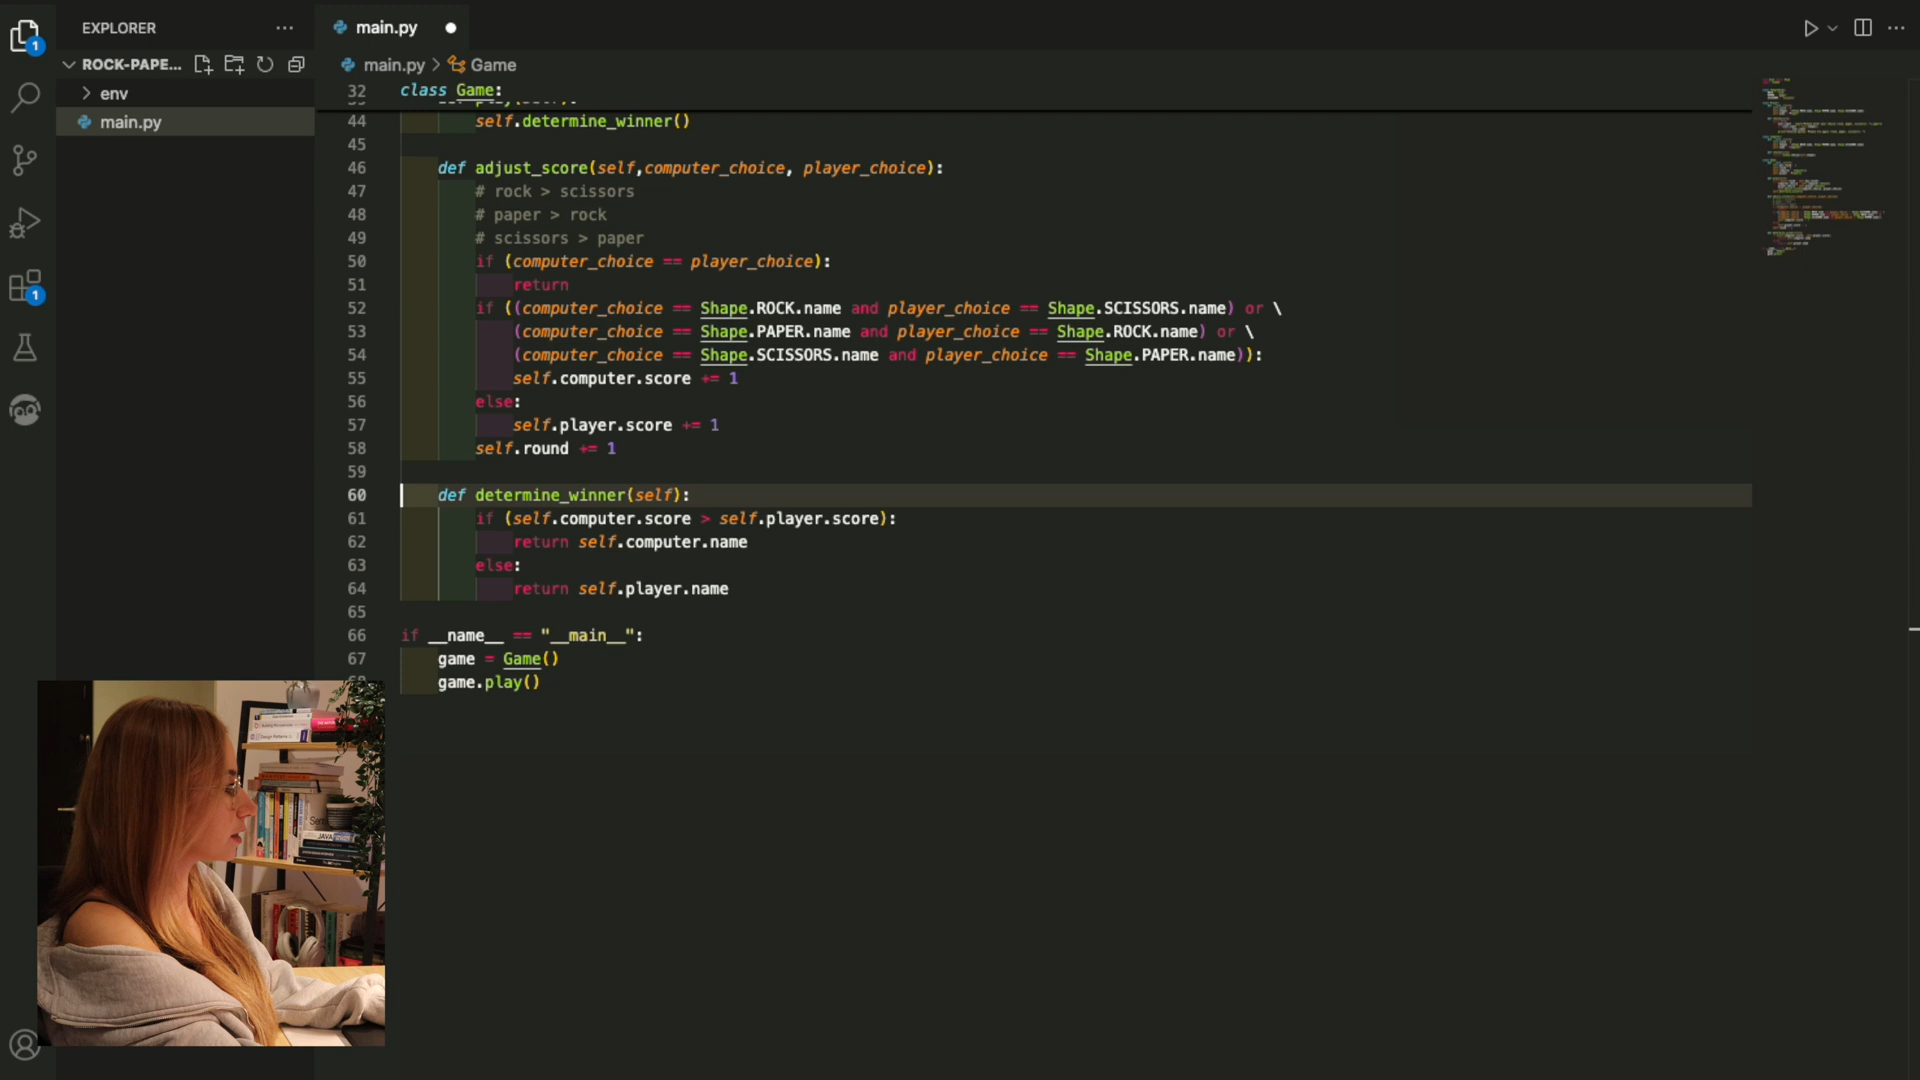 EXPLORER
main.py
ROCK-PAPE...
main.py > Game
env
main.py
1
1
32 class Game:
44 self.determine_winner()
45
46 def adjust_score(self,computer_choice, player_choice):
47 # rock > scissors
48 # paper > rock
49 # scissors > paper
50 if (computer_choice == player_choice):
51 return
52 if ((computer_choice == Shape.ROCK.name and player_choice == Shape.SCISSORS.name) or \
53 (computer_choice == Shape.PAPER.name and player_choice == Shape.ROCK.name) or \
54 (computer_choice == Shape.SCISSORS.name and player_choice == Shape.PAPER.name)):
55 self.computer.score += 1
56 else:
57 self.player.score += 1
58 self.round += 1
59
60 def determine_winner(self):
61 if (self.computer.score > self.player.score):
62 return self.computer.name
63 else:
64 return self.player.name
65
66 if __name__ == "__main__":
67 game = Game()
game.play()
JAVA